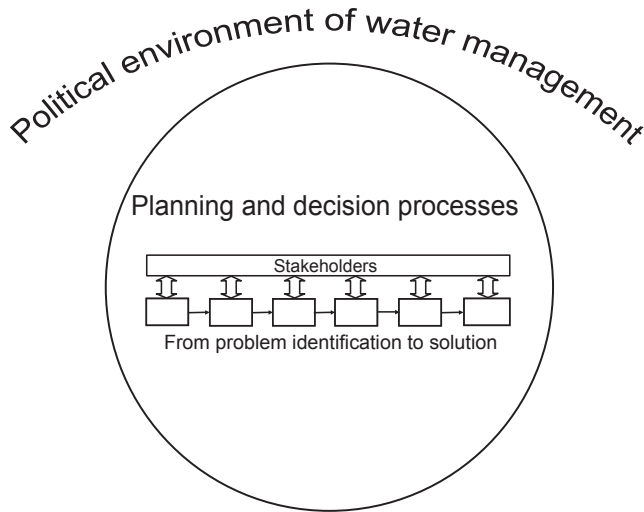 Political environment of water management
Planning and decision processes
Stakeholders
From problem identification to solution